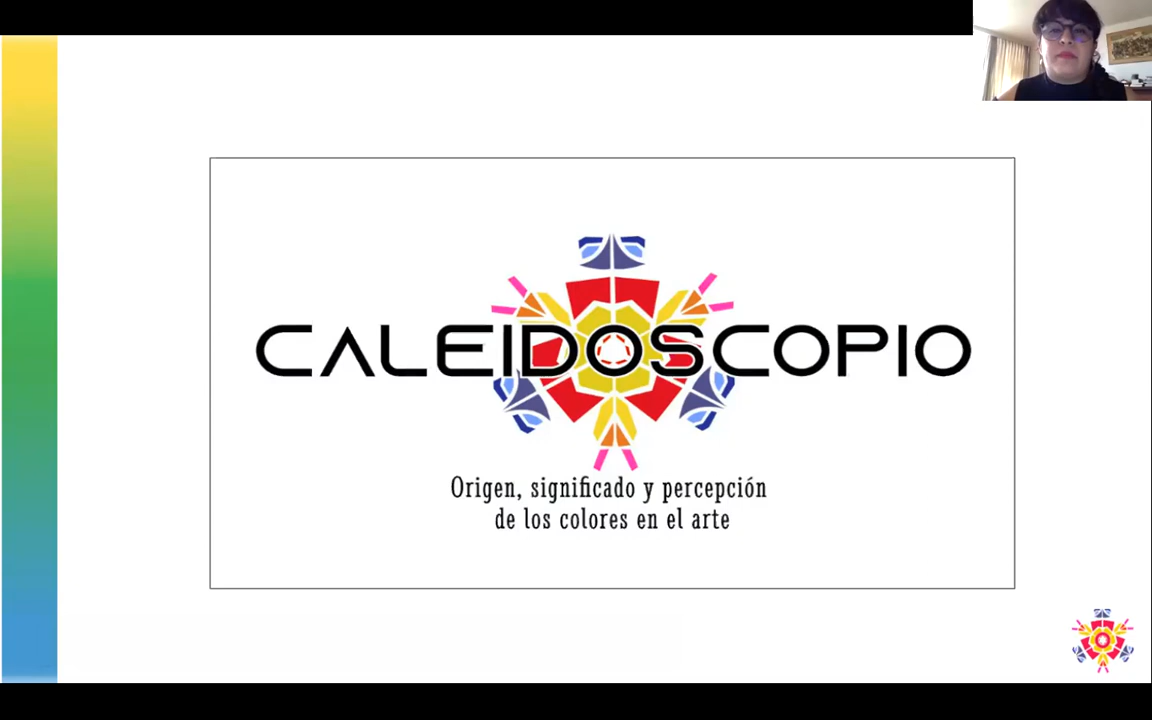 CALEIDOSCOPIO
Origen, significado y percepción
de los colores en el arte